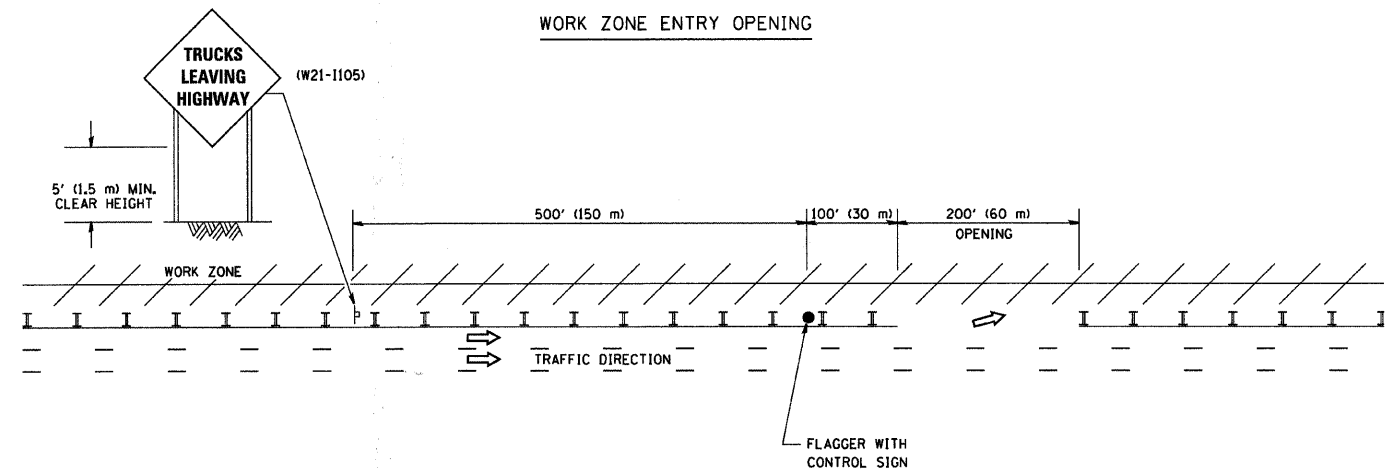 WORK ZONE ENTRY OPENING
TRUCKS
LEAVING
HIGHWAY
(W21-I105)
5' (1.5 m) MIN.
CLEAR HEIGHT
500' (150 m)
100' (30 m)
200' (60 m)
OPENING
WORK ZONE
TRAFFIC DIRECTION
FLAGGER WITH
CONTROL SIGN